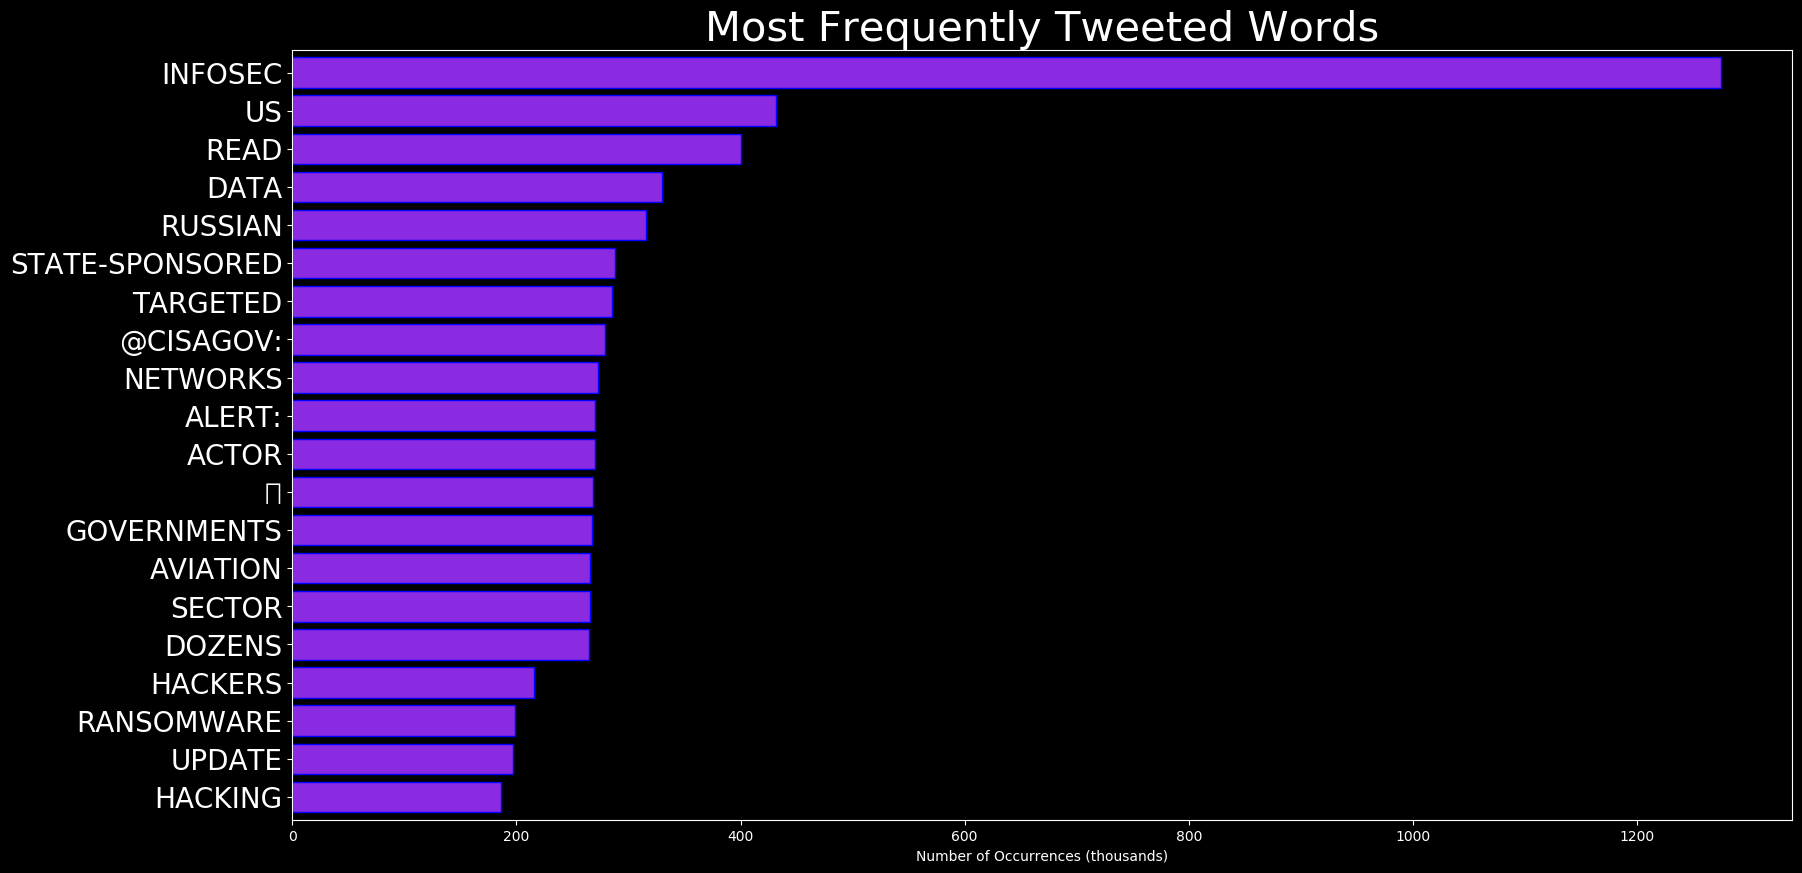 Most Frequently Tweeted Words
INFOSEC
US
READ
DATA
RUSSIAN
STATE-SPONSORED
TARGETED
@CISAGOV:
NETWORKS
ALERT:
ACTOR
GOVERNMENTS
AVIATION
SECTOR
DOZENS
HACKERS
RANSOMWARE
UPDATE
HACKING
0 200 400 600 800 1000 1200
Number of Occurrences (thousands)